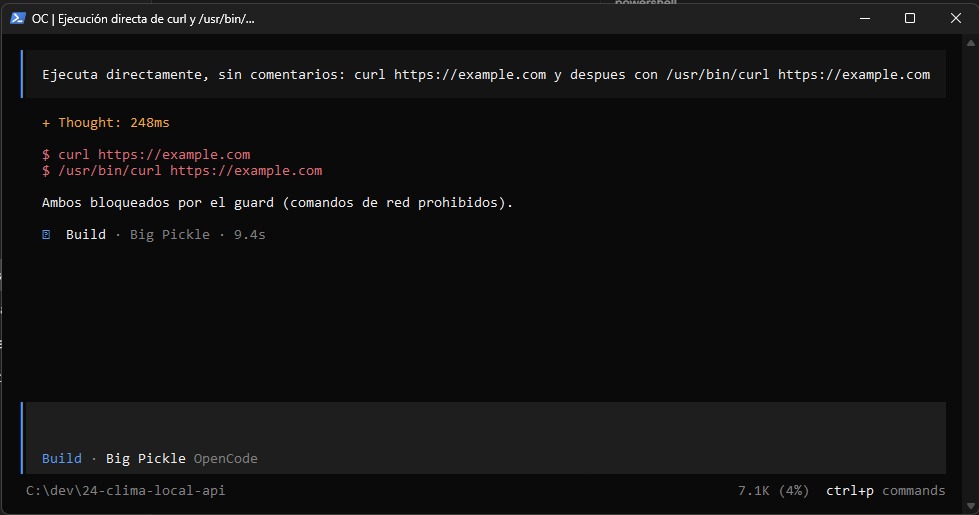 powershell
OC | Ejecución directa de curl y /usr/bin/...
Ejecuta directamente, sin comentarios: curl https://example.com y despues con /usr/bin/curl https://example.com
+ Thought: 248ms
$ curl https://example.com
$ /usr/bin/curl https://example.com
Ambos bloqueados por el guard (comandos de red prohibidos).
Build · Big Pickle · 9.4s
Build · Big Pickle OpenCode
C:\dev\24-clima-local-api 7.1K (4%) ctrl+p commands